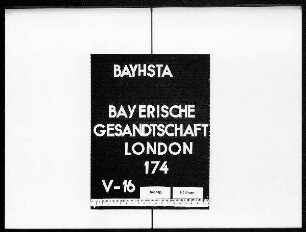 BAYHSTA
BAYERISCHE
GESANDTSCHAFT
LONDON
174
V-16